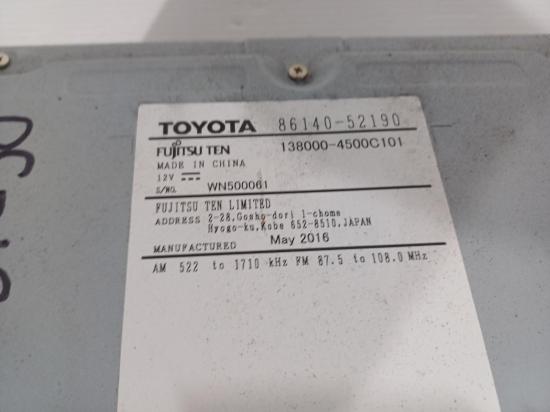 TOYOTA 86140-52190
FUJITSU TEN 138000-4500C101
MADE IN CHINA
12V
S/NO. WN500061
FUJITSU TEN LIMITED
ADDRESS 2-28,Gosho-dori 1-chome
Hyogo-ku,Kobe 652-8510,JAPAN
MANUFACTURED May 2016
AM 522 to 1710 kHz FM 87.5 to 108.0 MHz